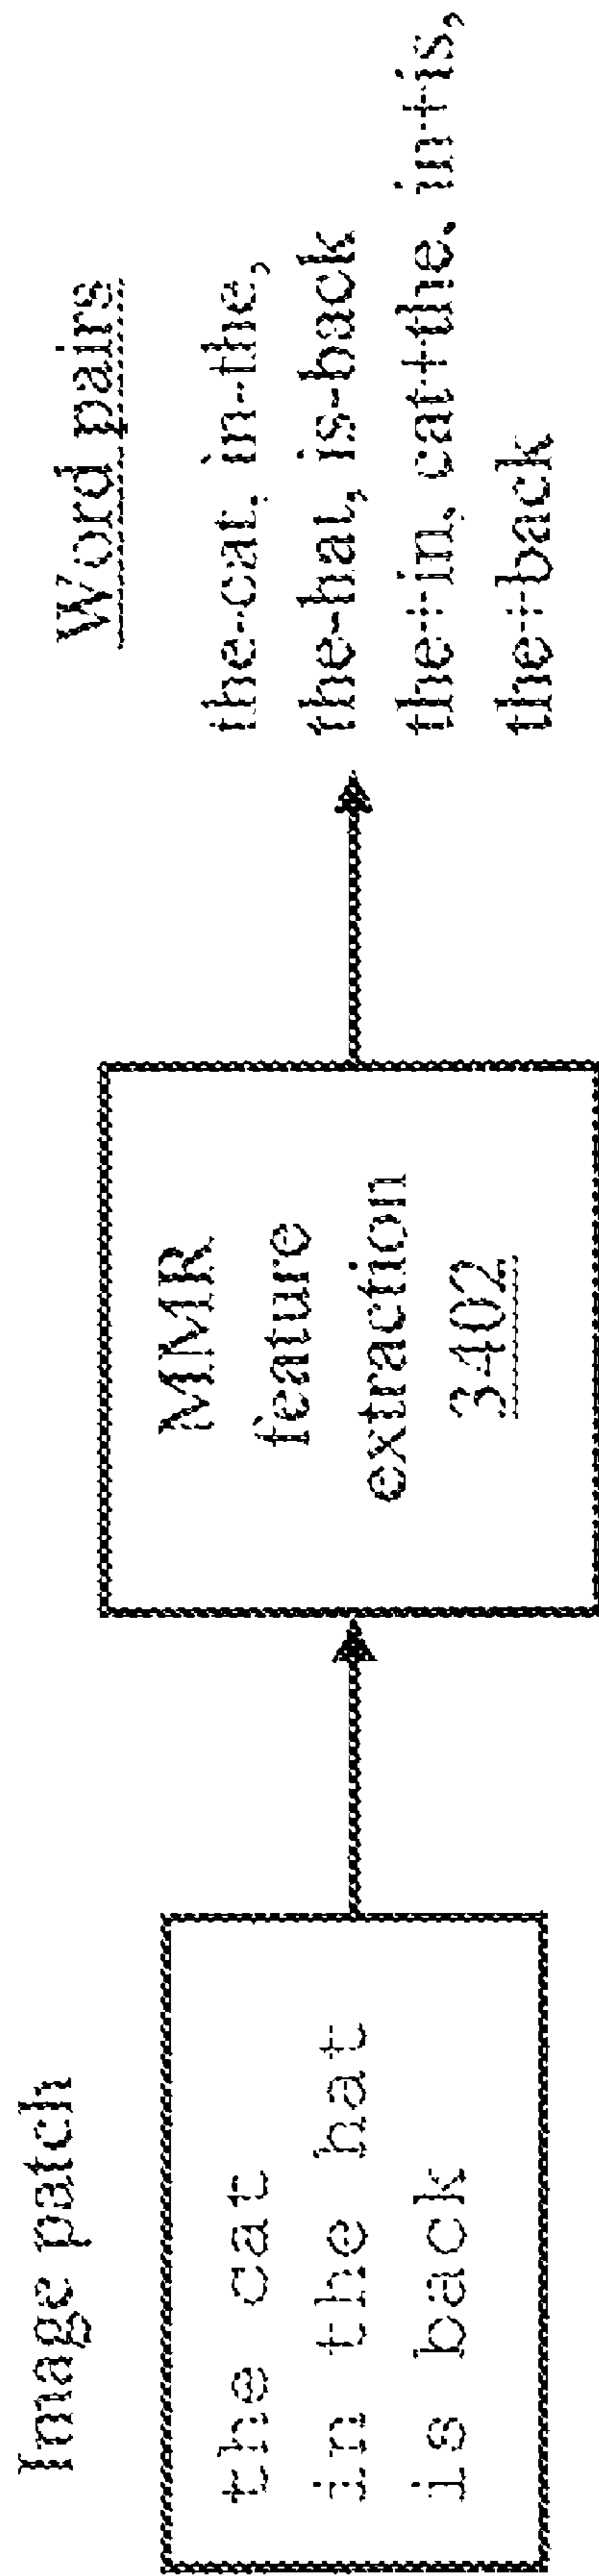 Image patch
the cat
in the hat
is back
MMR
feature
extraction
3402
Word pairs
the-cat, in-the,
the-hat, is-back
the+in, cat+the, in+is,
the+back